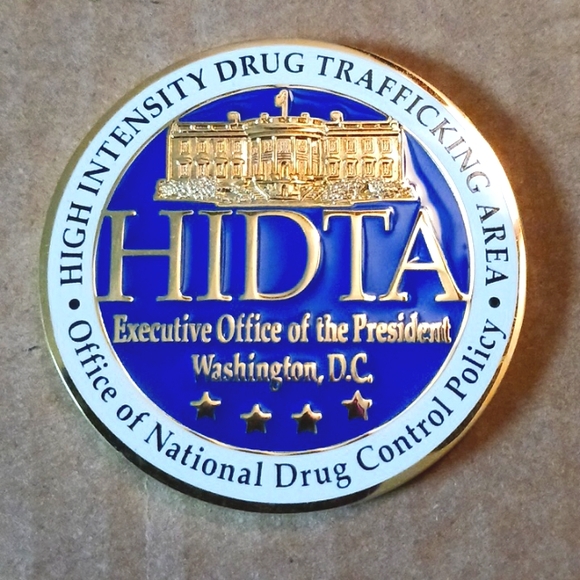 HIGH INTENSITY DRUG TRAFFICKING AREA
HIDTA
Executive Office of the President
Washington, D.C.
• Office of National Drug Control Policy •